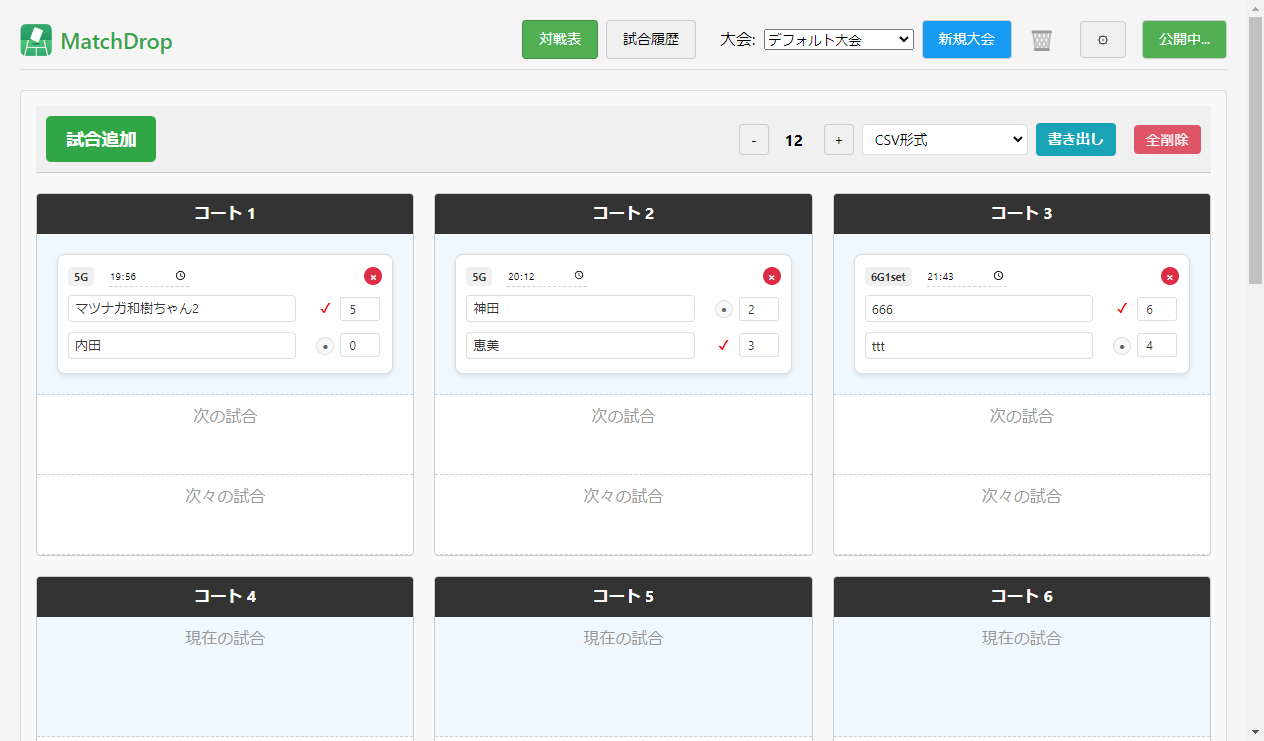 MatchDrop 対戦表 試合履歴 大会: デフォルト大会 新規大会 公開中...
試合追加 - 12 + CSV形式 書き出し 全削除
コート 1
5G 19:56
マツナガ和樹ちゃん2 5
内田 0
次の試合
次々の試合
コート 2
5G 20:12
神田 2
恵美 3
次の試合
次々の試合
コート 3
6G1set 21:43
666 6
ttt 4
次の試合
次々の試合
コート 4
現在の試合
コート 5
現在の試合
コート 6
現在の試合